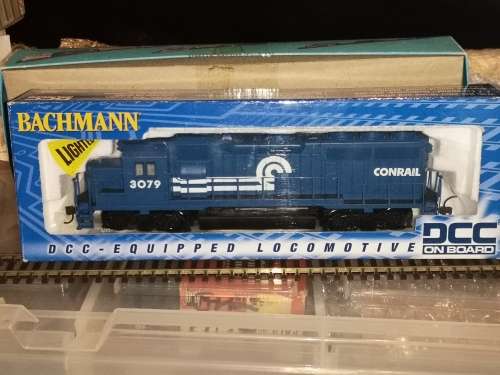 BACHMANN
LIGHTED
3079
CONRAIL
DCC-EQUIPPED LOCOMOTIVE
DCC
ON BOARD